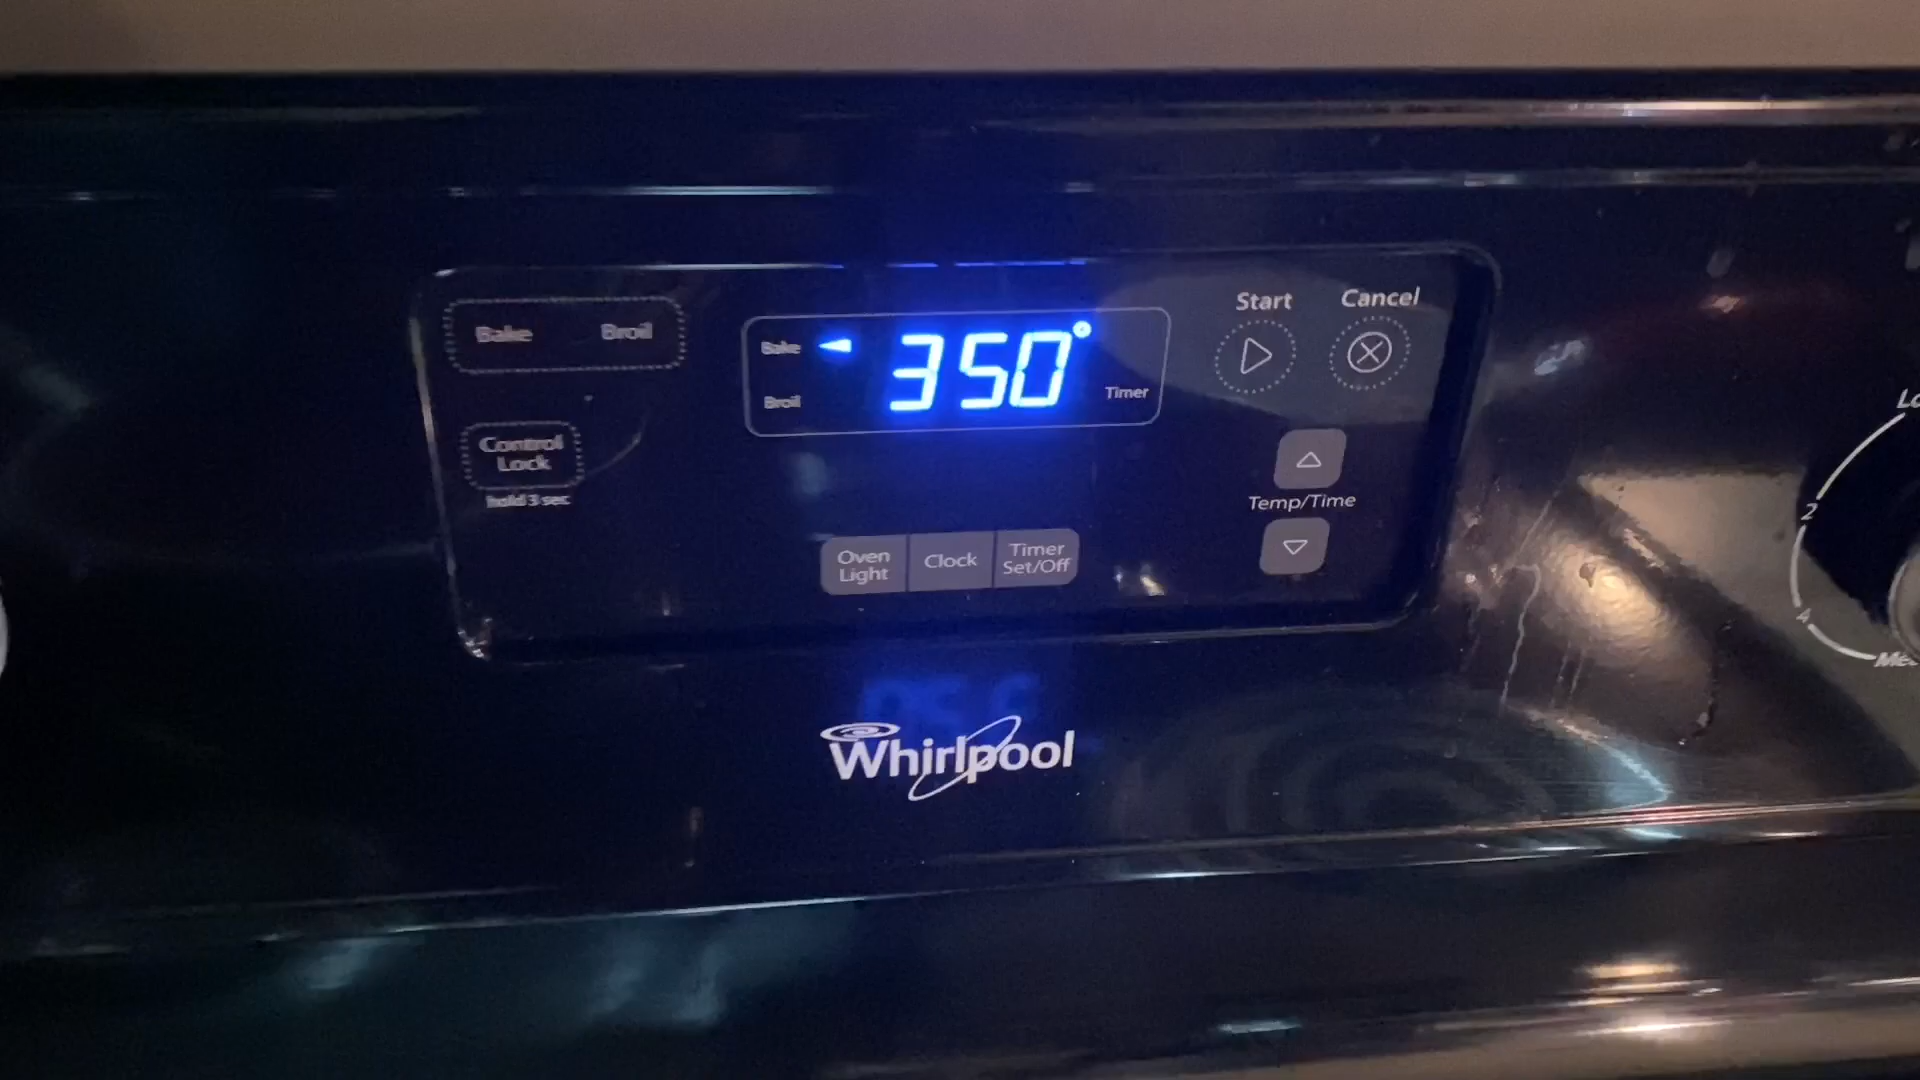 Bake Broil
Control
Lock
hold 3 sec
Bake
350°
Broil
Timer
Start Cancel
Temp/Time
Oven
Light
Clock
Timer
Set/Off
Whirlpool
2